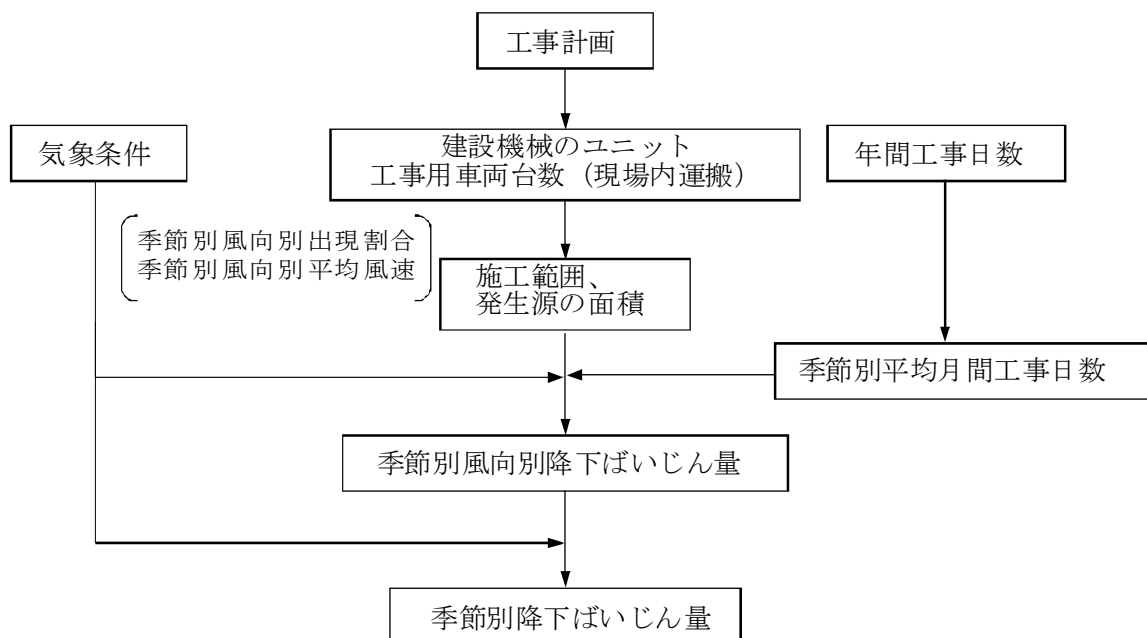 工事計画
気象条件
建設機械のユニット
工事用車両台数（現場内運搬）
年間工事日数
季節別風向別出現割合
季節別風向別平均風速
施工範囲、
発生源の面積
季節別平均月間工事日数
季節別風向別降下ばいじん量
季節別降下ばいじん量